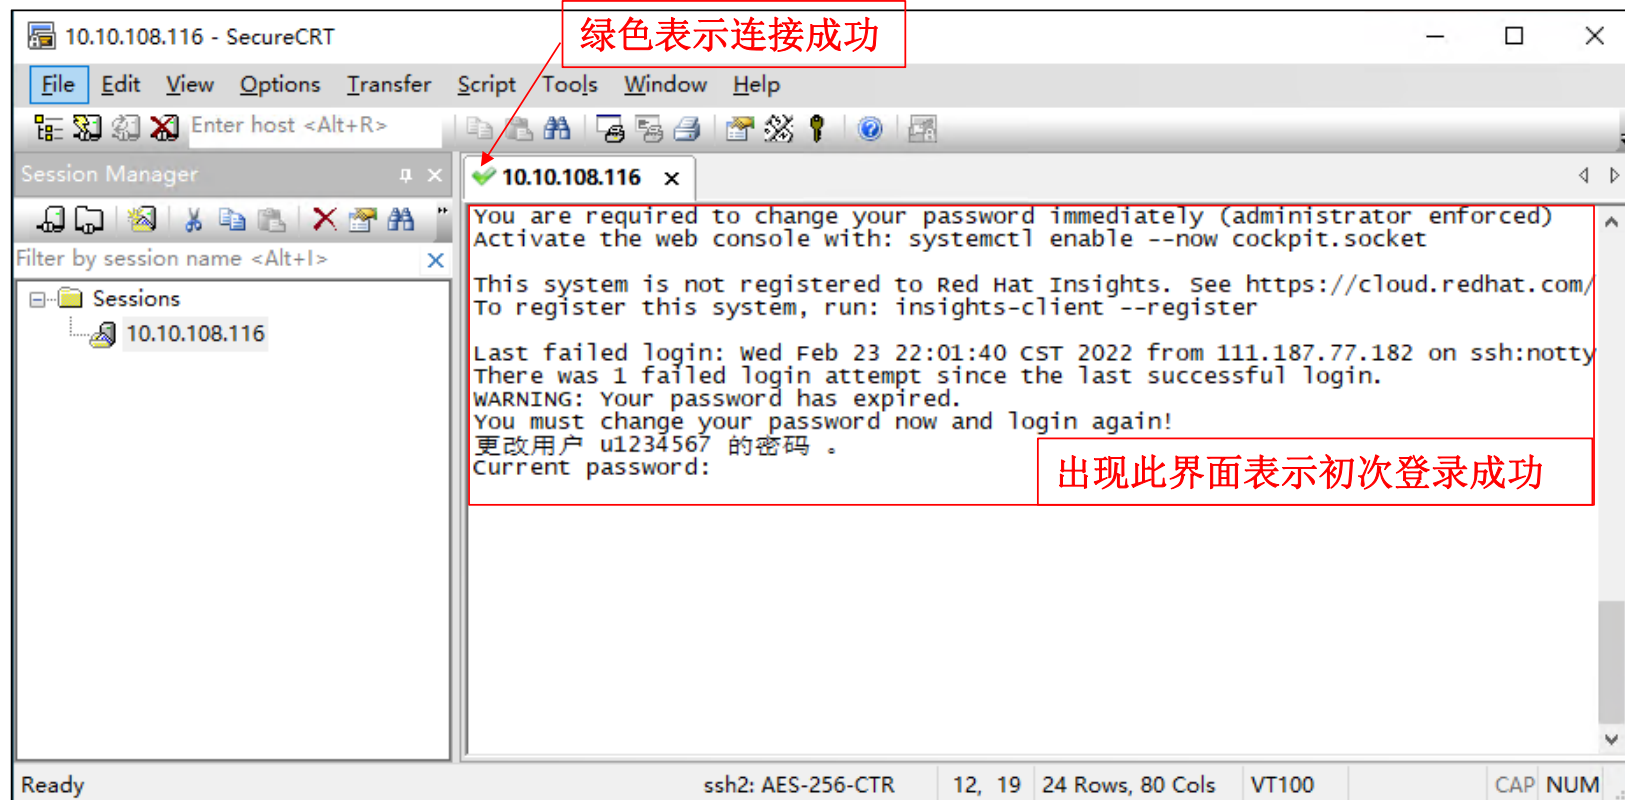 绿色表示连接成功
10.10.108.116 - SecureCRT
File Edit View Options Transfer Script Tools Window Help
Enter host <Alt+R>
Session Manager
10.10.108.116
Filter by session name <Alt+I>
Sessions
10.10.108.116
You are required to change your password immediately (administrator enforced)
Activate the web console with: systemctl enable --now cockpit.socket
This system is not registered to Red Hat Insights. See https://cloud.redhat.com/
To register this system, run: insights-client --register
Last failed login: Wed Feb 23 22:01:40 CST 2022 from 111.187.77.182 on ssh:notty
There was 1 failed login attempt since the last successful login.
WARNING: Your password has expired.
You must change your password now and login again!
更改用户 u1234567 的密码 。
Current password:
出现此界面表示初次登录成功
Ready ssh2: AES-256-CTR 12, 19 24 Rows, 80 Cols VT100 CAP NUM